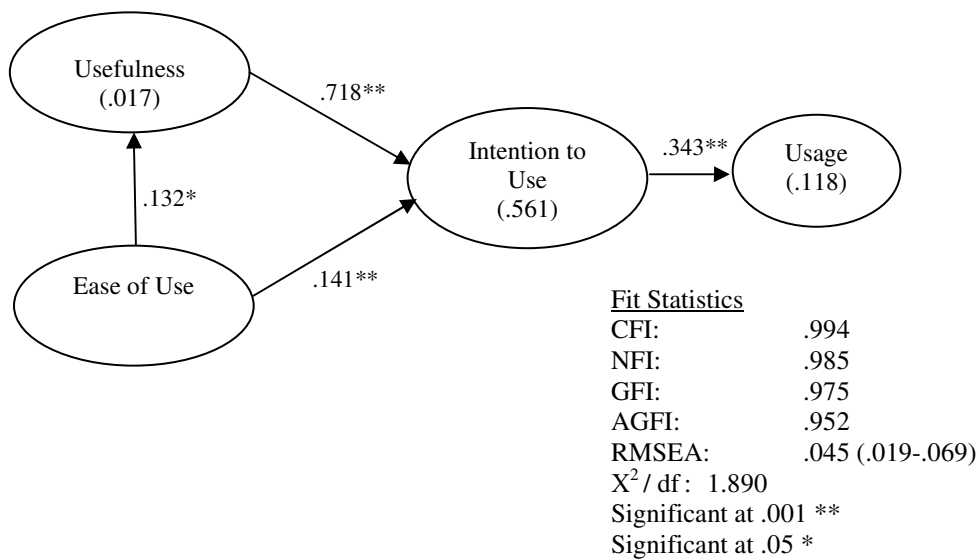 Usefulness
(.017)
.718**
Intention to
Use
(.561)
.343**
Usage
(.118)
.132*
Ease of Use
.141**
Fit Statistics
CFI: .994
NFI: .985
GFI: .975
AGFI: .952
RMSEA: .045 (.019-.069)
X² / df : 1.890
Significant at .001 **
Significant at .05 *